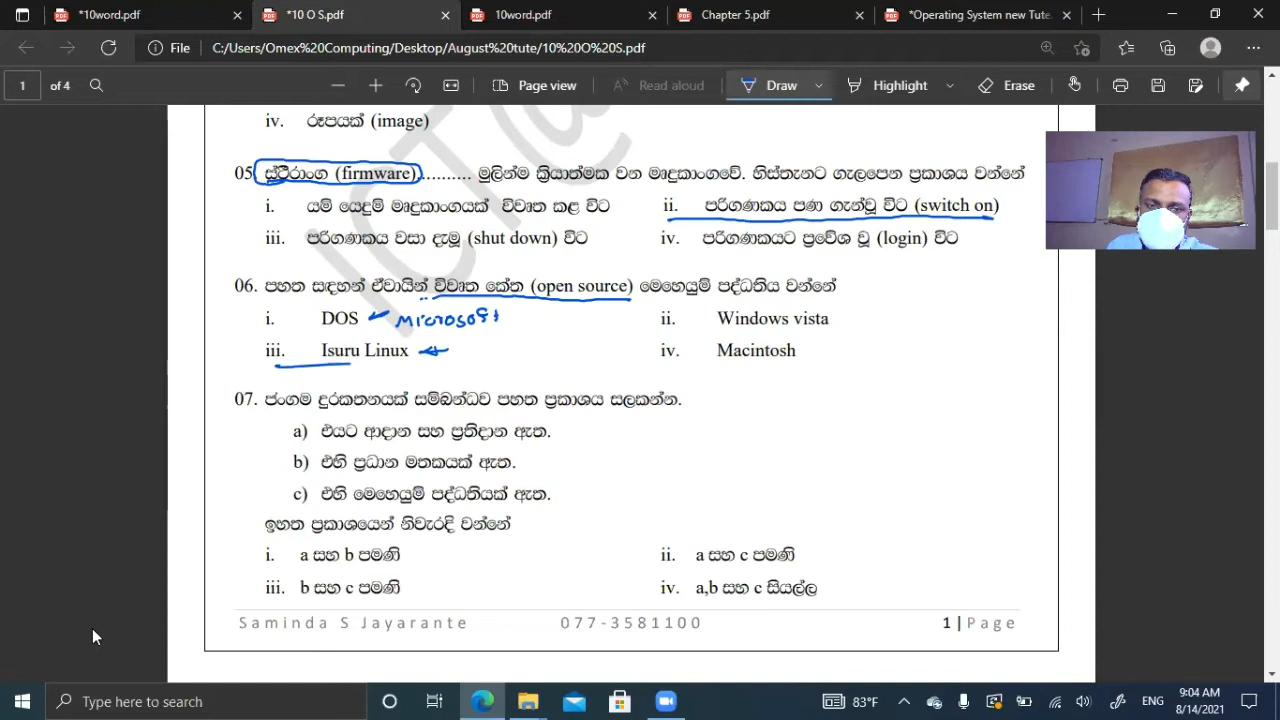 *10word.pdf
*10 O S.pdf
10word.pdf
Chapter 5.pdf
*Operating System new Tute.
File
C:/Users/Omex%20Computing/Desktop/August%20tute/10%20O%20S.pdf
1 of 4
Page view
Read aloud
Draw
Highlight
Erase
iv. රූපයක් (image)
05 ස්ථිරාංග (firmware).......... මුලින්ම ක්‍රියාත්මක වන මෘදුකාංගවේ. හිස්තැනට ගැලපෙන ප්‍රකාශය වන්නේ
i. යම් යෙදුම් මෘදුකාංගයක් විවෘත කළ විට
ii. පරිගණකය පණ ගැන්වූ විට (switch on)
iii. පරිගණකය වසා දැමූ (shut down) විට
iv. පරිගණකයට ප්‍රවේශ වූ (login) විට
06. පහත සඳහන් ඒවායින් විවෘත කේත (open source) මෙහෙයුම් පද්ධතිය වන්නේ
i. DOS Microsoft
ii. Windows vista
iii. Isuru Linux
iv. Macintosh
07. ජංගම දුරකතනයක් සම්බන්ධව පහත ප්‍රකාශය සලකන්න.
a) එයට ආදාන සහ ප්‍රතිදාන ඇත.
b) එහි ප්‍රධාන මතකයක් ඇත.
c) එහි මෙහෙයුම් පද්ධතියක් ඇත.
ඉහත ප්‍රකාශයෙන් නිවැරදි වන්නේ
i. a සහ b පමණි
ii. a සහ c පමණි
iii. b සහ c පමණි
iv. a,b සහ c සියල්ල
Saminda S Jayarante 077-3581100 1 | Page
Type here to search
83°F
ENG
9:04 AM
8/14/2021